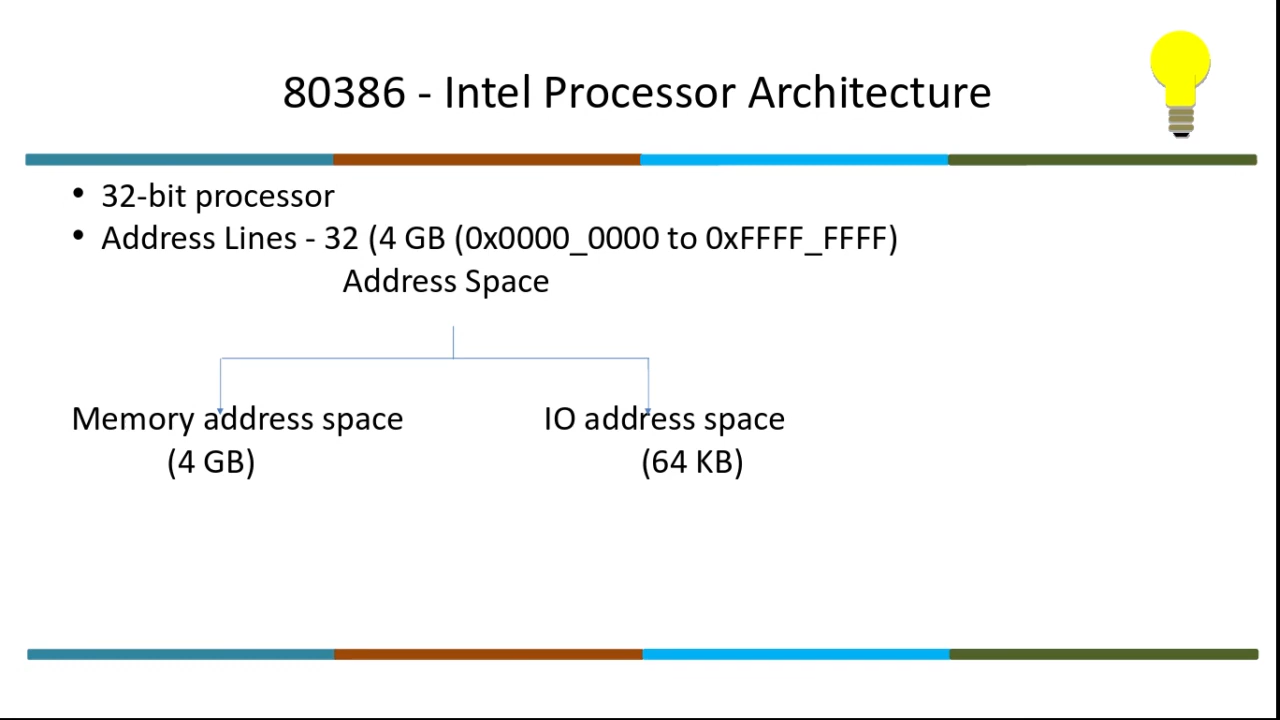 80386 - Intel Processor Architecture
• 32-bit processor
• Address Lines - 32 (4 GB (0x0000_0000 to 0xFFFF_FFFF)
Address Space
Memory address space IO address space
(4 GB) (64 KB)